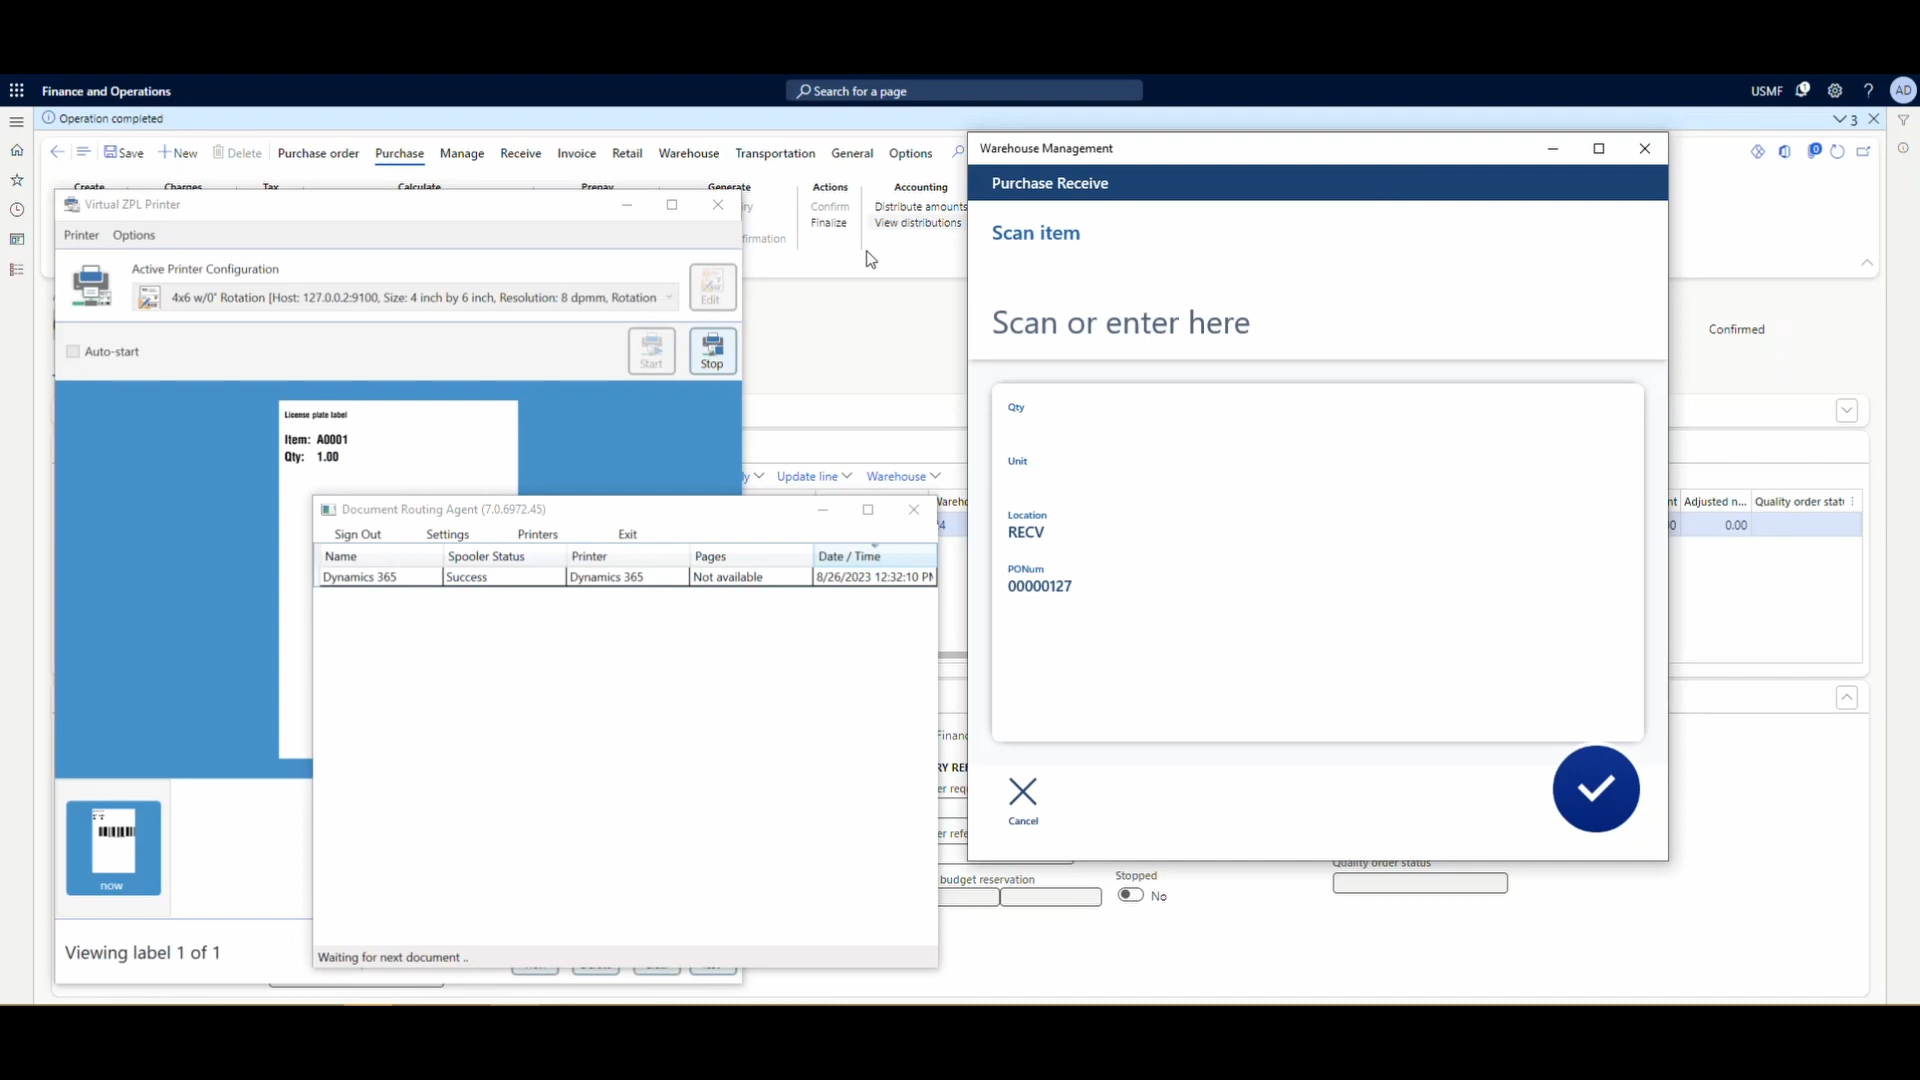 Finance and Operations
Search for a page
USMF
1
?
AD
Operation completed
3
Save
New
Delete
Purchase order
Purchase
Manage
Receive
Invoice
Retail
Warehouse
Transportation
General
Options
0
Create
Charges
Tax
Calculate
Prepay
Generate
Actions
Confirm
Finalize
Accounting
Distribute amounts
View distributions
Confirmed
Update line
Warehouse
Adjusted n...
Quality order stat
0.00
Virtual ZPL Printer
Printer
Options
Active Printer Configuration
4x6 w/0° Rotation [Host: 127.0.0.2:9100, Size: 4 inch by 6 inch, Resolution: 8 dpmm, Rotation
Edit
Auto-start
Start
Stop
License plate label
Item: A0001
Qty: 1.00
now
Viewing label 1 of 1
Document Routing Agent (7.0.6972.45)
Sign Out
Settings
Printers
Exit
Name
Spooler Status
Printer
Pages
Date / Time
Dynamics 365
Success
Dynamics 365
Not available
8/26/2023 12:32:10 PM
Waiting for next document ..
Warehouse Management
Purchase Receive
Scan item
Scan or enter here
Qty
Unit
Location
RECV
PONum
00000127
Cancel
budget reservation
Stopped
No
Quality order status